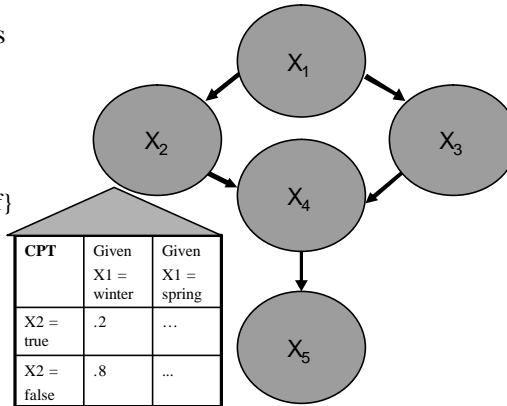 s
X1
X2
X3
X4
f}
CPT
Given
X1 =
winter
Given
X1 =
spring
X2 =
true
.2
…
X2 =
false
.8
...
X5